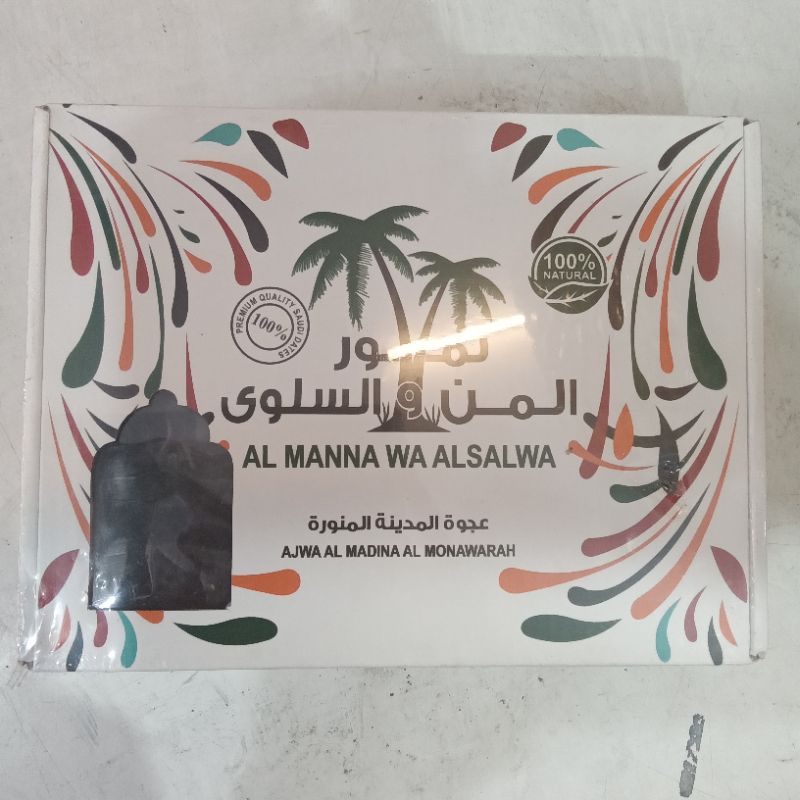 100%
NATURAL
PREMIUM QUALITY SAUDI DATES
100%
تمور
المن والسلوى
AL MANNA WA ALSALWA
عجوة المدينة المنورة
AJWA AL MADINA AL MONAWARAH